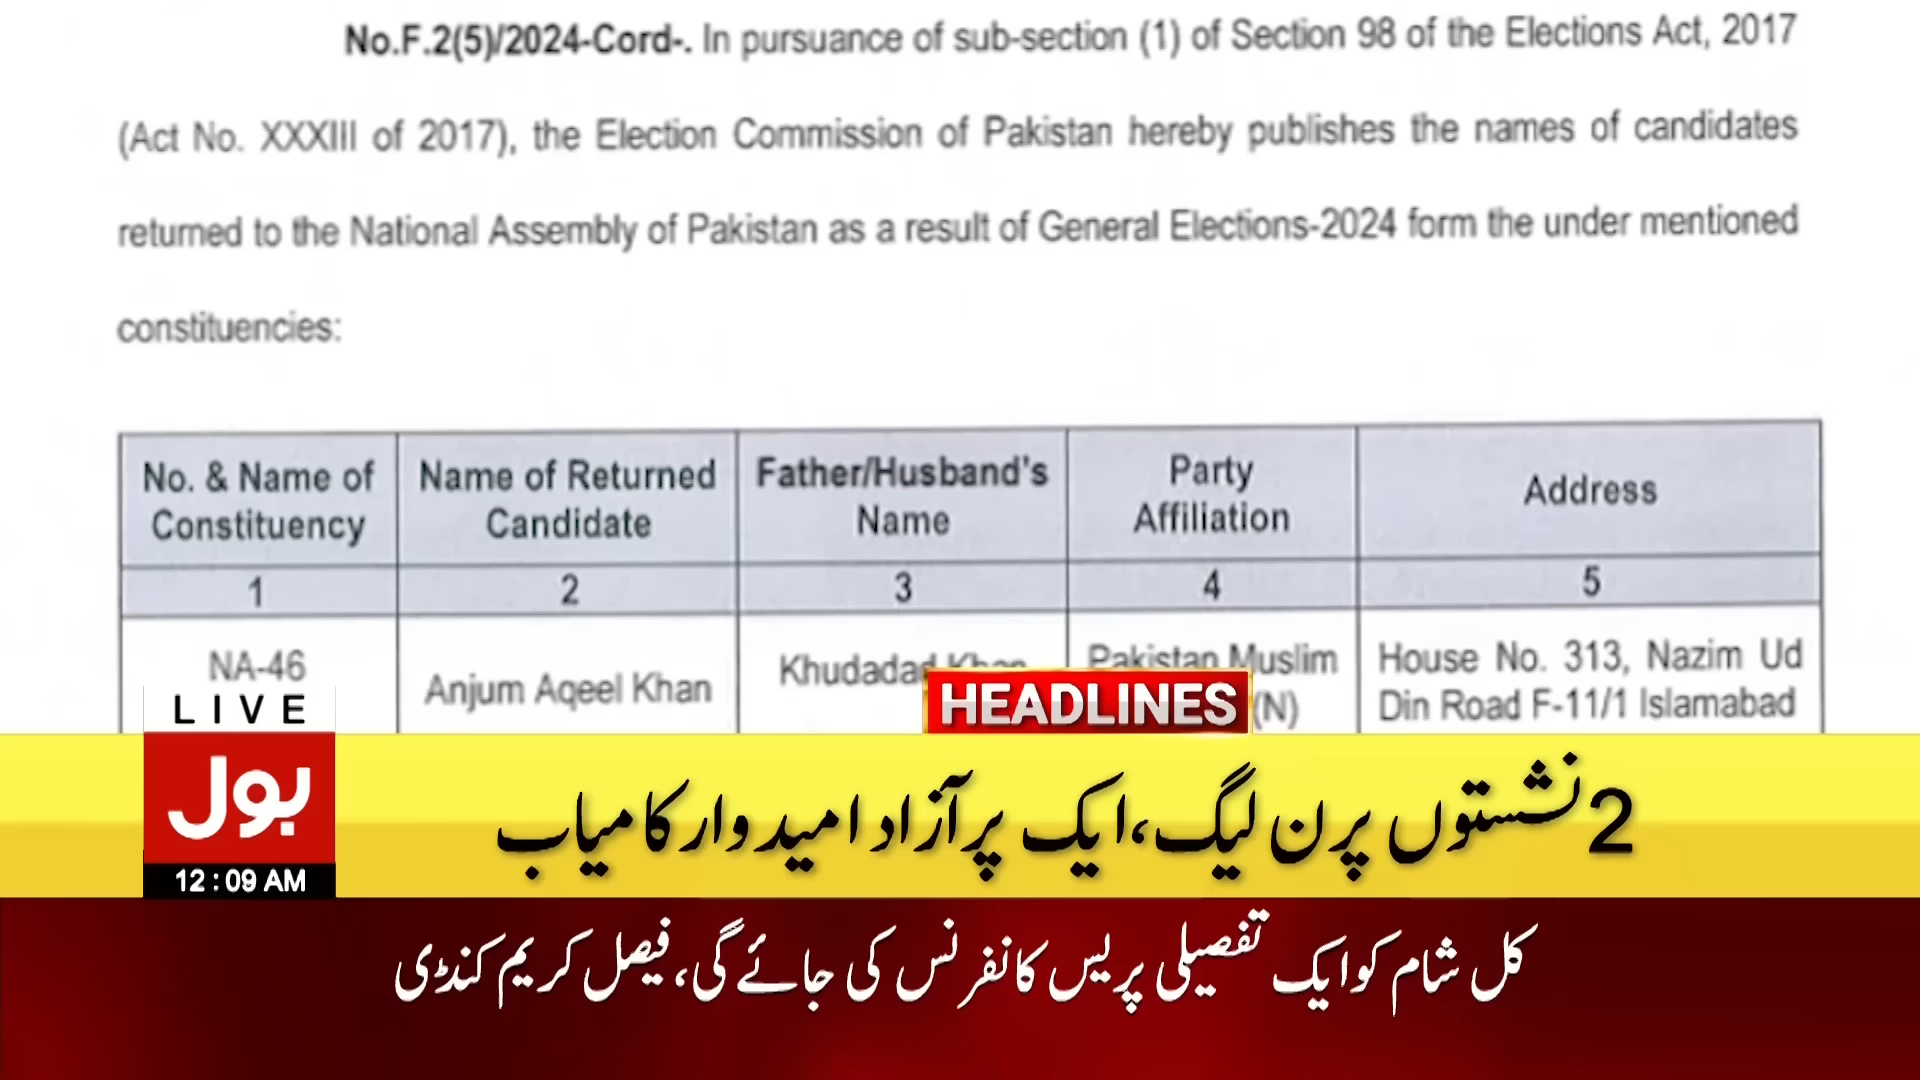 No.F.2(5)/2024-Cord-. In pursuance of sub-section (1) of Section 98 of the Elections Act, 2017
(Act No. XXXIII of 2017), the Election Commission of Pakistan hereby publishes the names of candidates
returned to the National Assembly of Pakistan as a result of General Elections-2024 form the under mentioned
constituencies:
No. & Name of Constituency | Name of Returned Candidate | Father/Husband's Name | Party Affiliation | Address
1 | 2 | 3 | 4 | 5
NA-46 | Anjum Aqeel Khan | Khudadad Khan | Pakistan Muslim (N) | House No. 313, Nazim Ud Din Road F-11/1 Islamabad
HEADLINES
LIVE
بول
12:09 AM
2 نشستوں پر ن لیگ، ایک پر آزاد امیدوار کامیاب
کل شام کو ایک تفصیلی پریس کانفرنس کی جائے گی، فیصل کریم کنڈی